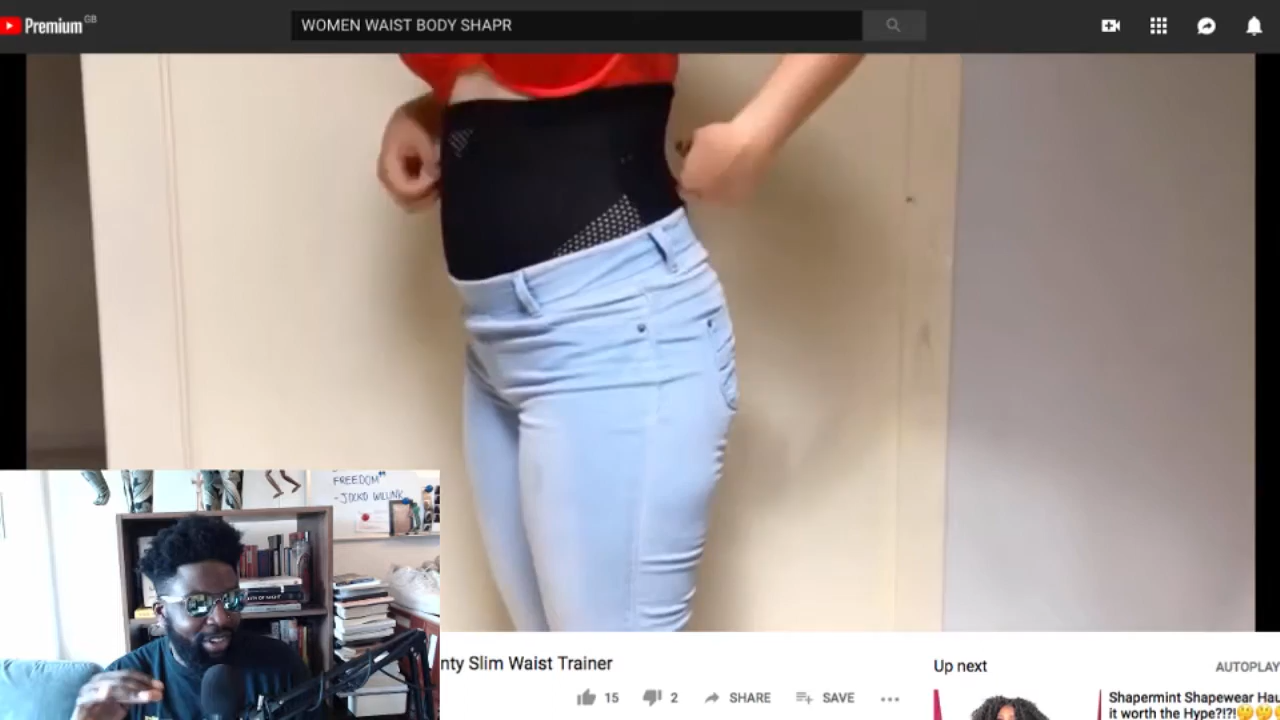 Premium GB
WOMEN WAIST BODY SHAPR
FREEDOM"
- JOCKO WILLINK
nty Slim Waist Trainer
15
2
SHARE
SAVE
Up next
AUTOPLAY
Shapermint Shapewear Hau
it worth the Hype?!?!🤔🤔🤔